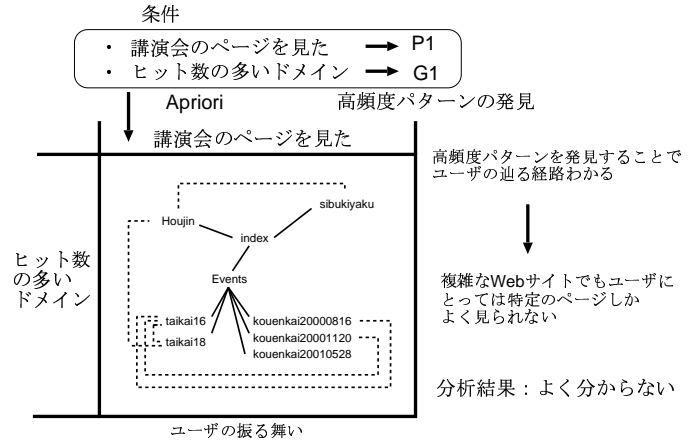 条件
・ 講演会のページを見た P1
・ ヒット数の多いドメイン G1
Apriori
高頻度パターンの発見
講演会のページを見た
高頻度パターンを発見することで
ユーザの辿る経路わかる
sibukiyaku
Houjin
index
ヒット数
の多い
ドメイン
Events
複雑なWebサイトでもユーザに
とっては特定のページしか
よく見られない
taikai16
kouenkai20000816
taikai18
kouenkai20001120
kouenkai20010528
分析結果：よく分からない
ユーザの振る舞い